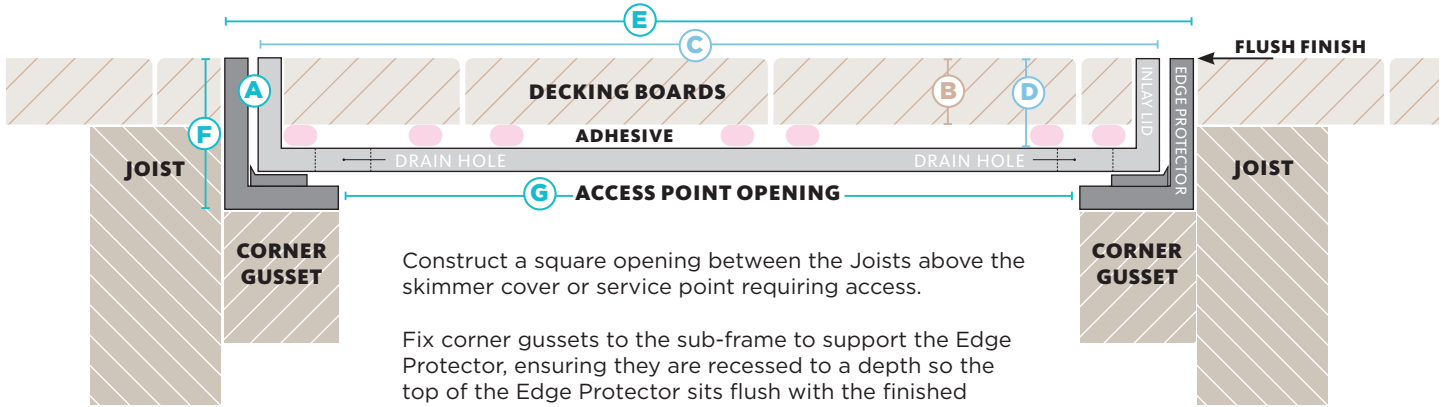 E
C
FLUSH FINISH
A
DECKING BOARDS
B
D
INLAY LID
EDGE PROTECTOR
F
ADHESIVE
JOIST
DRAIN HOLE
DRAIN HOLE
JOIST
G
ACCESS POINT OPENING
CORNER
GUSSET
CORNER
GUSSET
Construct a square opening between the Joists above the
skimmer cover or service point requiring access.
Fix corner gussets to the sub-frame to support the Edge
Protector, ensuring they are recessed to a depth so the
top of the Edge Protector sits flush with the finished